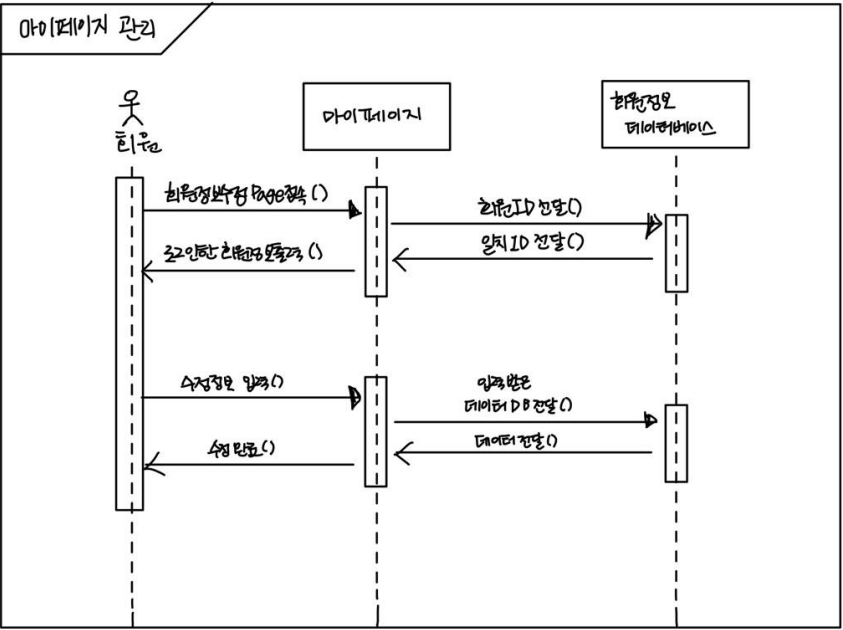 마이페이지 관리
회원
마이페이지
회원정보
데이터베이스
회원정보수정 Page접속()
회원ID 전달()
일치ID 전달()
로그인한 회원정보출력()
수정정보 입력()
입력받은
데이터 DB 전달()
데이터 전달()
수정 완료()